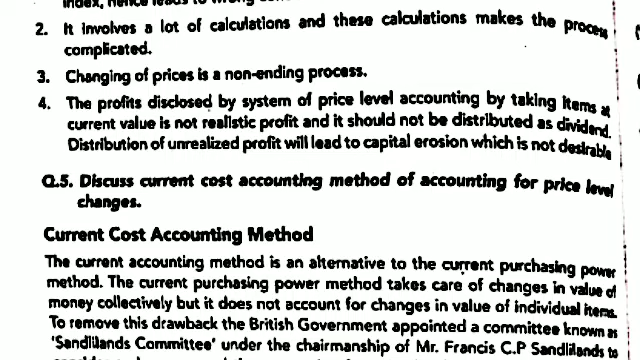 index, hence leads to wrong
2. It involves a lot of calculations and these calculations makes the process
complicated.
3. Changing of prices is a non-ending process.
4. The profits disclosed by system of price level accounting by taking items at
current value is not realistic profit and it should not be distributed as dividend.
Distribution of unrealized profit will lead to capital erosion which is not desirable
Q.5. Discuss current cost accounting method of accounting for price level
changes.
Current Cost Accounting Method
The current accounting method is an alternative to the current purchasing power
method. The current purchasing power method takes care of changes in value of
money collectively but it does not account for changes in value of individual items.
To remove this drawback the British Government appointed a committee known as
'Sandlilands Committee' under the chairmanship of Mr. Francis C.P Sandlilands to